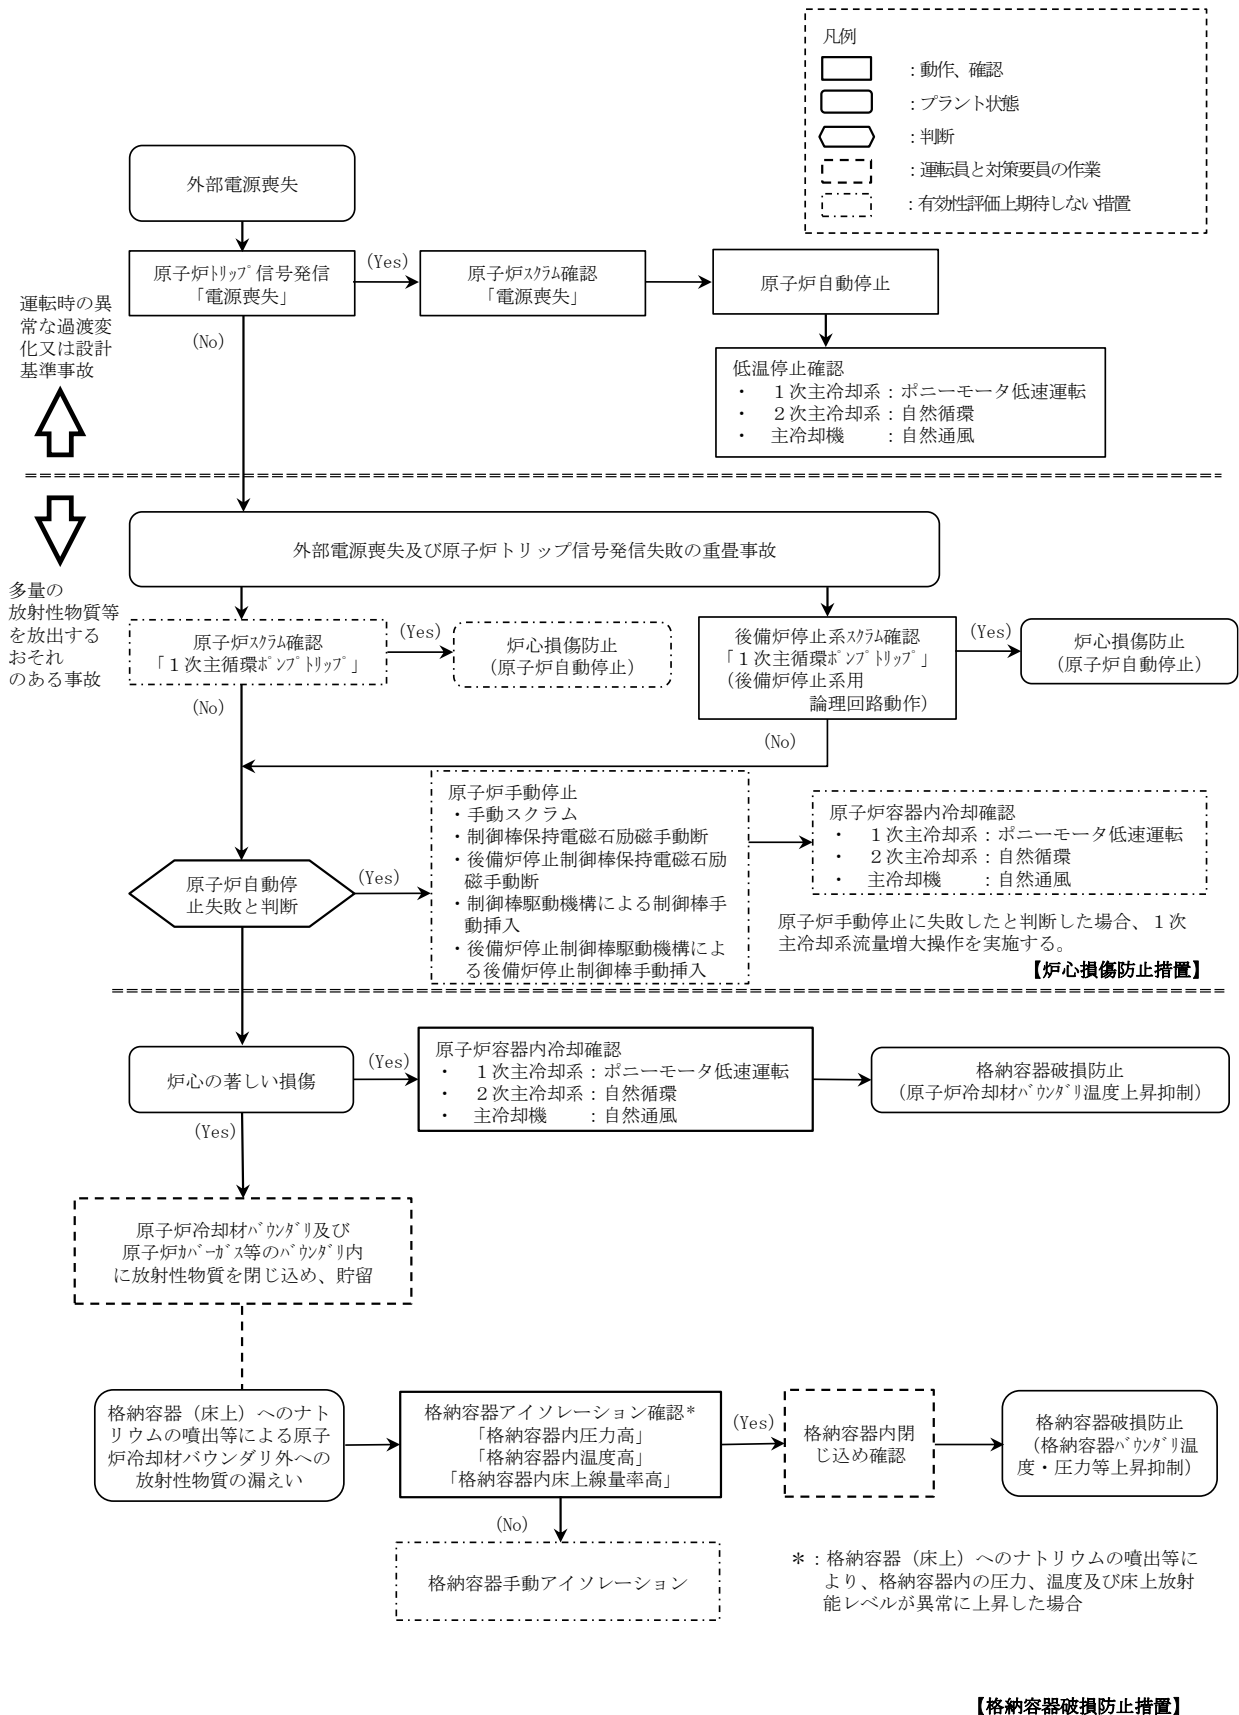 凡例
：動作、確認
：プラント状態
：判断
：運転員と対策要員の作業
：有効性評価上期待しない措置
外部電源喪失
原子炉ﾄﾘｯﾌﾟ信号発信
「電源喪失」
(Yes)
原子炉ｽｸﾗﾑ確認
「電源喪失」
原子炉自動停止
(No)
運転時の異
常な過渡変
化又は設計
基準事故
低温停止確認
・　１次主冷却系：ポニーモータ低速運転
・　２次主冷却系：自然循環
・　主冷却機　　：自然通風
外部電源喪失及び原子炉トリップ信号発信失敗の重畳事故
多量の
放射性物質等
を放出する
おそれ
のある事故
原子炉ｽｸﾗﾑ確認
「１次主循環ﾎﾟﾝﾌﾟﾄﾘｯﾌﾟ」
(Yes)
炉心損傷防止
（原子炉自動停止）
後備炉停止系ｽｸﾗﾑ確認
「１次主循環ﾎﾟﾝﾌﾟﾄﾘｯﾌﾟ」
（後備炉停止系用
論理回路動作）
(Yes)
炉心損傷防止
（原子炉自動停止）
(No)
(No)
原子炉手動停止
・手動スクラム
・制御棒保持電磁石励磁手動断
・後備炉停止制御棒保持電磁石励
磁手動断
・制御棒駆動機構による制御棒手
動挿入
・後備炉停止制御棒駆動機構によ
る後備炉停止制御棒手動挿入
原子炉容器内冷却確認
・　１次主冷却系：ポニーモータ低速運転
・　２次主冷却系：自然循環
・　主冷却機　　：自然通風
原子炉自動停
止失敗と判断
(Yes)
原子炉手動停止に失敗したと判断した場合、１次
主冷却系流量増大操作を実施する。
【炉心損傷防止措置】
炉心の著しい損傷
(Yes)
原子炉容器内冷却確認
・　１次主冷却系：ポニーモータ低速運転
・　２次主冷却系：自然循環
・　主冷却機　　：自然通風
格納容器破損防止
（原子炉冷却材ﾊﾞｳﾝﾀﾞﾘ温度上昇抑制）
(Yes)
原子炉冷却材ﾊﾞｳﾝﾀﾞﾘ及び
原子炉ｶﾊﾞｰｶﾞｽ等のﾊﾞｳﾝﾀﾞﾘ内
に放射性物質を閉じ込め、貯留
格納容器（床上）へのナト
リウムの噴出等による原子
炉冷却材バウンダリ外への
放射性物質の漏えい
格納容器アイソレーション確認*
「格納容器内圧力高」
「格納容器内温度高」
「格納容器内床上線量率高」
(Yes)
格納容器内閉
じ込め確認
格納容器破損防止
（格納容器ﾊﾞｳﾝﾀﾞﾘ温
度・圧力等上昇抑制）
(No)
格納容器手動アイソレーション
＊：格納容器（床上）へのナトリウムの噴出等に
より、格納容器内の圧力、温度及び床上放射
能レベルが異常に上昇した場合
【格納容器破損防止措置】